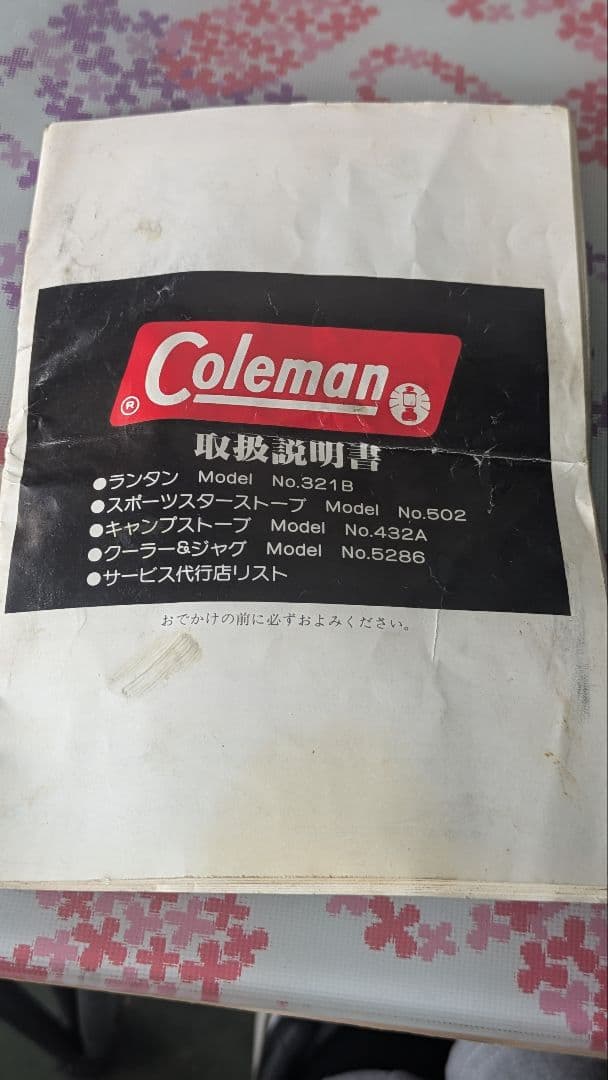 Coleman
®
取扱説明書
●ランタン Model No.321B
●スポーツスターストーブ Model No.502
●キャンプストーブ Model No.432A
●クーラー&ジャグ Model No.5286
●サービス代行店リスト
おでかけの前に必ずおよみください。